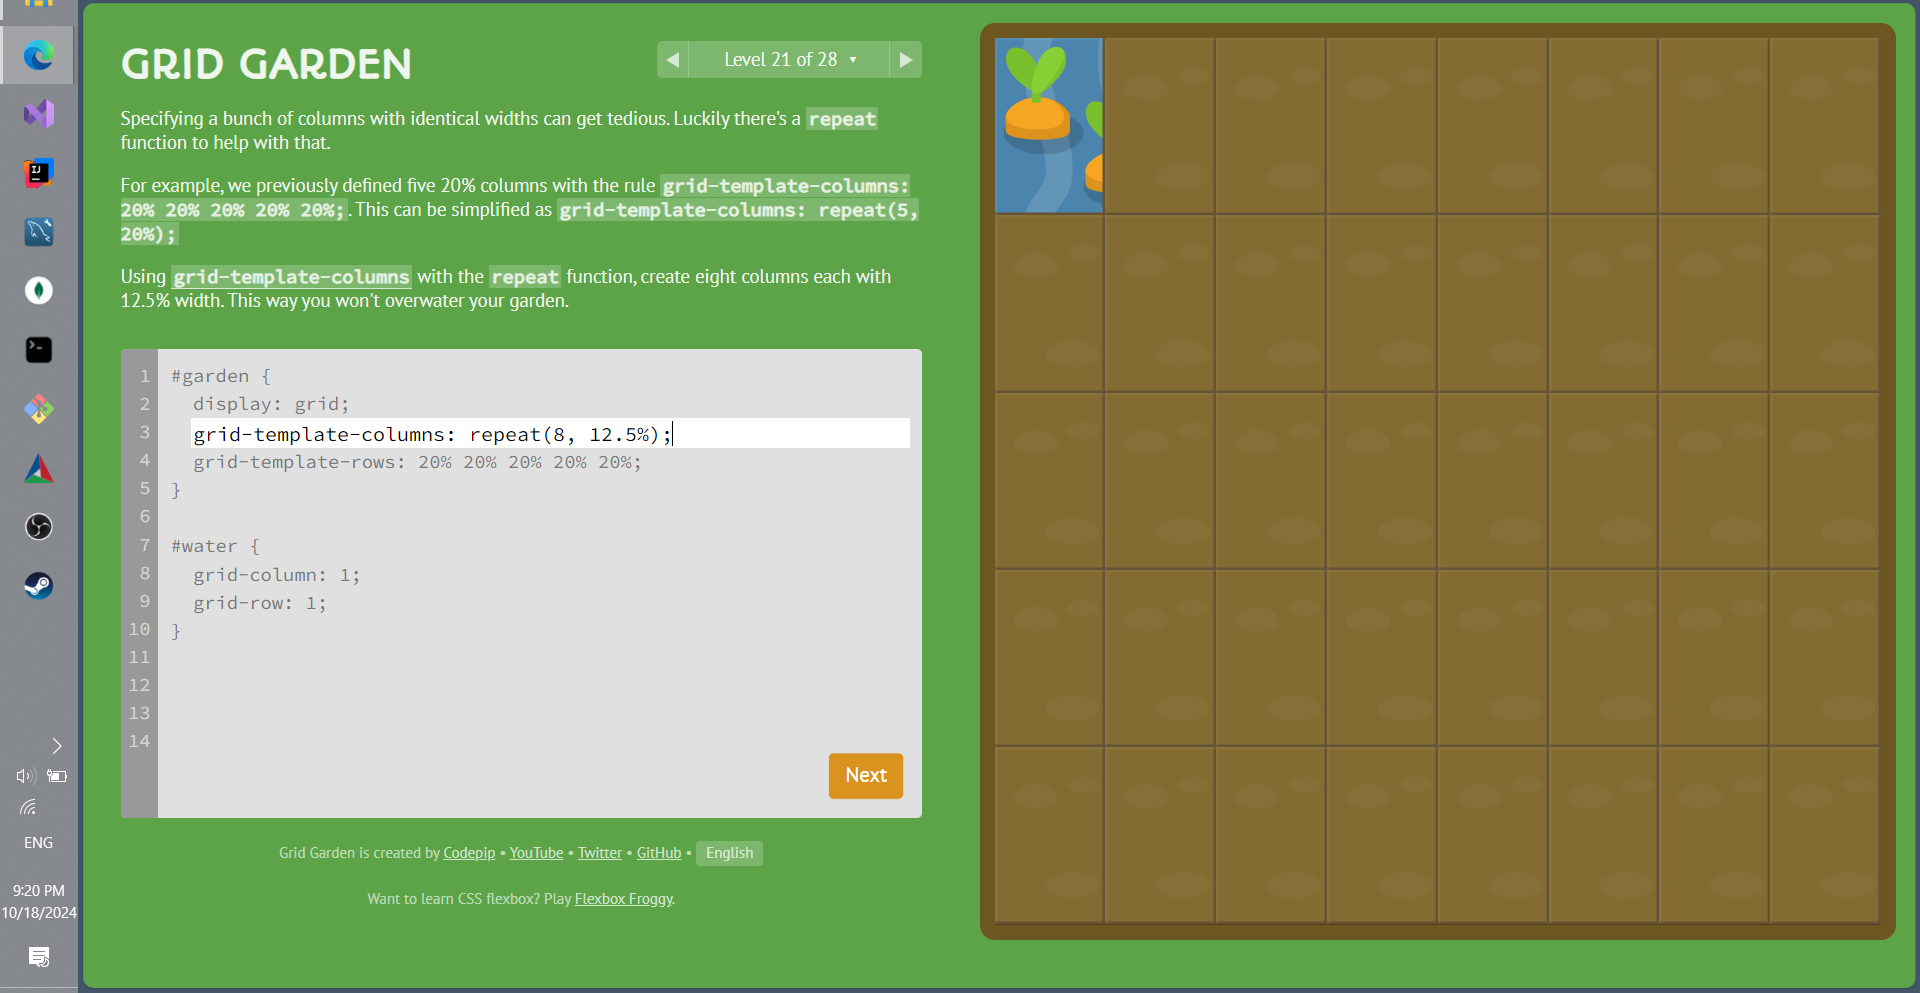 GRID GARDEN
Level 21 of 28
Specifying a bunch of columns with identical widths can get tedious. Luckily there's a repeat
function to help with that.
For example, we previously defined five 20% columns with the rule grid-template-columns:
20% 20% 20% 20% 20%;. This can be simplified as grid-template-columns: repeat(5,
20%);
Using grid-template-columns with the repeat function, create eight columns each with
12.5% width. This way you won't overwater your garden.
1 #garden {
2 display: grid;
3 grid-template-columns: repeat(8, 12.5%);
4 grid-template-rows: 20% 20% 20% 20% 20%;
5 }
6
7 #water {
8 grid-column: 1;
9 grid-row: 1;
10 }
11
12
13
14
Next
Grid Garden is created by Codepip • YouTube • Twitter • GitHub • English
Want to learn CSS flexbox? Play Flexbox Froggy.
IJ
ENG
9:20 PM
10/18/2024